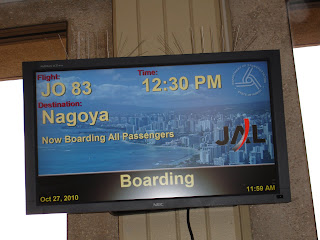 Flight: Time:
JO 83 12:30 PM
Destination:
Nagoya
Now Boarding All Passengers
JAL
Boarding
Oct 27, 2010 11:59 AM
NEC